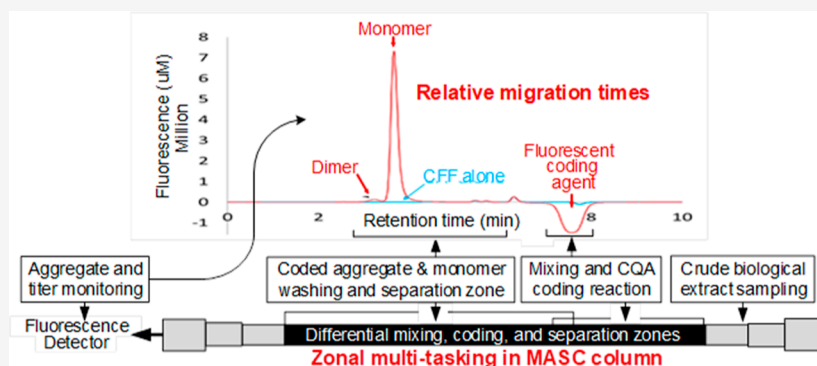 Monomer
8
7
6
5
4
3
2
1
0
-1
Fluorescence (uM)
Million
Relative migration times
Dimer
C.F.F. alone
Fluorescent
coding
agent
0
2
8
10
Retention time (min)
Aggregate and
titer monitoring
Coded aggregate & monomer
washing and separation zone
Mixing and CQA
coding reaction
Crude biological
extract sampling
Fluorescence
Detector
Differential mixing, coding, and separation zones
Zonal multi-tasking in MASC column